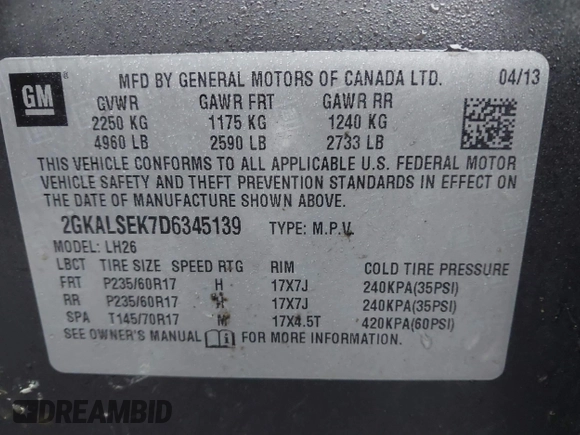 GM
MFD BY GENERAL MOTORS OF CANADA LTD. 04/13
GVWR GAWR FRT GAWR RR
2250 KG 1175 KG 1240 KG
4960 LB 2590 LB 2733 LB
THIS VEHICLE CONFORMS TO ALL APPLICABLE U.S. FEDERAL MOTOR
VEHICLE SAFETY AND THEFT PREVENTION STANDARDS IN EFFECT ON
THE DATE OF MANUFACTURE SHOWN ABOVE.
2GKALSEK7D6345139 TYPE: M.P.V.
MODEL: LH26
LBCT TIRE SIZE SPEED RTG RIM COLD TIRE PRESSURE
FRT P235/60R17 H 17X7J 240KPA(35PSI)
RR P235/60R17 H 17X7J 240KPA(35PSI)
SPA T145/70R17 M 17X4.5T 420KPA(60PSI)
SEE OWNER'S MANUAL FOR MORE INFORMATION.
DREAMBID